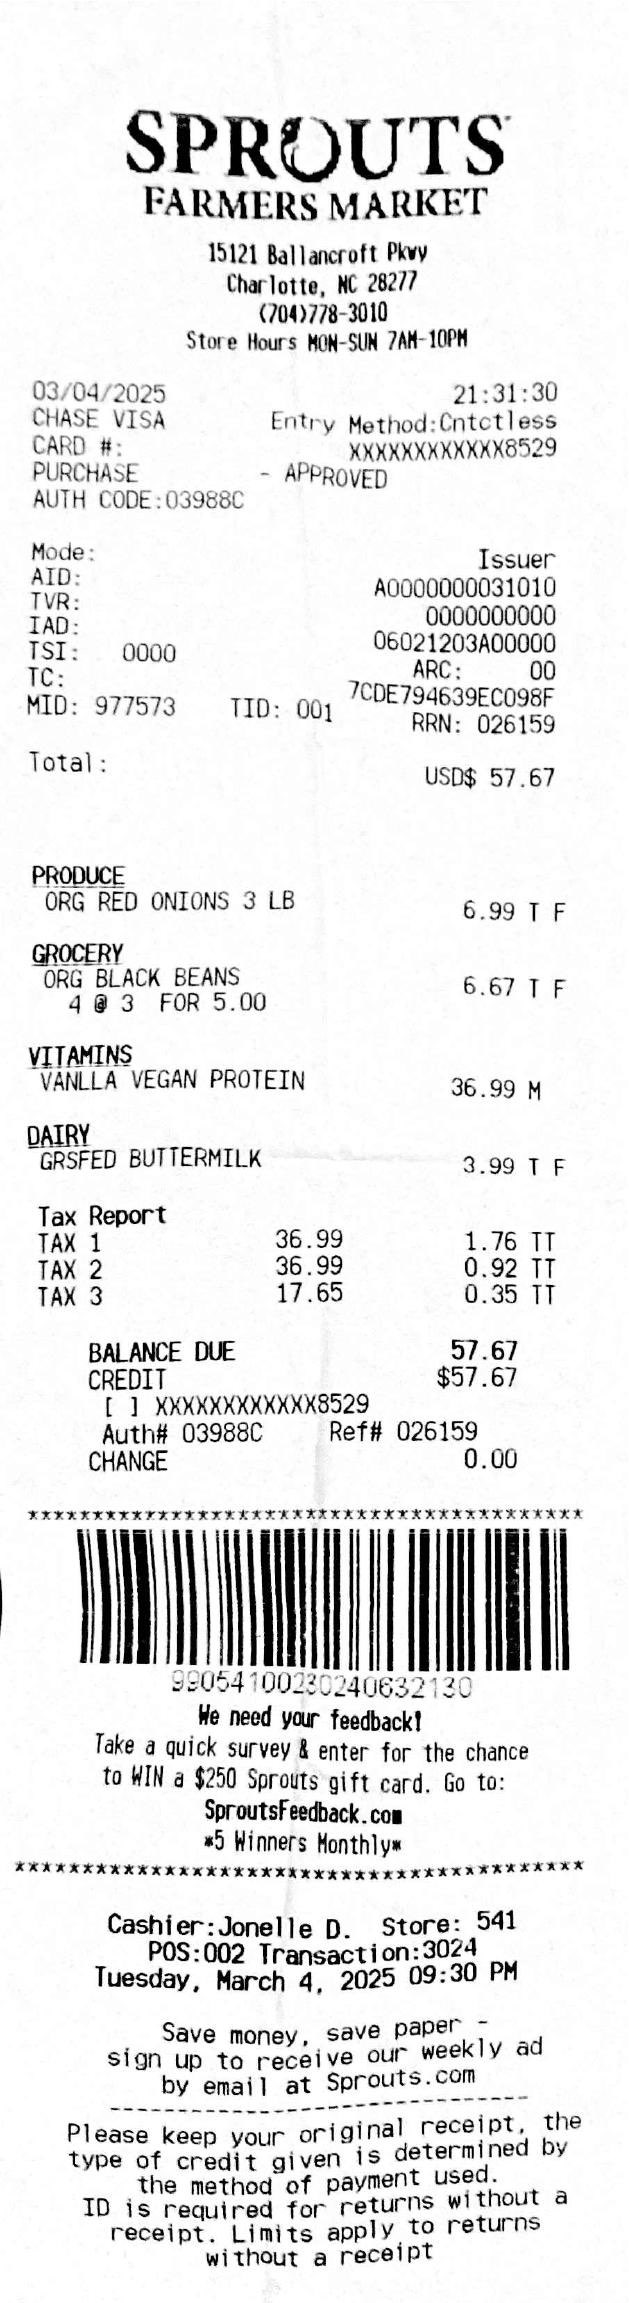 SPROUTS
FARMERS MARKET
15121 Ballancroft Pkwy
Charlotte, NC 28277
(704)778-3010
Store Hours MON-SUN 7AM-10PM
03/04/2025 21:31:30
CHASE VISA Entry Method:Cntctless
CARD #: XXXXXXXXXXXX8529
PURCHASE - APPROVED
AUTH CODE:03988C
Mode: Issuer
AID: A0000000031010
TVR: 0000000000
IAD: 06021203A00000
TSI: 0000 ARC: 00
TC: 7CDE794639EC098F
MID: 977573 TID: 001 RRN: 026159
Total: USD$ 57.67
PRODUCE
ORG RED ONIONS 3 LB 6.99 T F
GROCERY
ORG BLACK BEANS 6.67 T F
4 @ 3 FOR 5.00
VITAMINS
VANLLA VEGAN PROTEIN 36.99 M
DAIRY
GRSFED BUTTERMILK 3.99 T F
Tax Report
TAX 1 36.99 1.76 TT
TAX 2 36.99 0.92 TT
TAX 3 17.65 0.35 TT
BALANCE DUE 57.67
CREDIT $57.67
[ ] XXXXXXXXXXXX8529
Auth# 03988C Ref# 026159
CHANGE 0.00
*******************************************
99054100230240632130
We need your feedback!
Take a quick survey & enter for the chance
to WIN a $250 Sprouts gift card. Go to:
SproutsFeedback.com
*5 Winners Monthly*
********************************************
Cashier:Jonelle D. Store: 541
POS:002 Transaction:3024
Tuesday, March 4, 2025 09:30 PM
Save money, save paper -
sign up to receive our weekly ad
by email at Sprouts.com
--------------------------------
Please keep your original receipt, the
type of credit given is determined by
the method of payment used.
ID is required for returns without a
receipt. Limits apply to returns
without a receipt